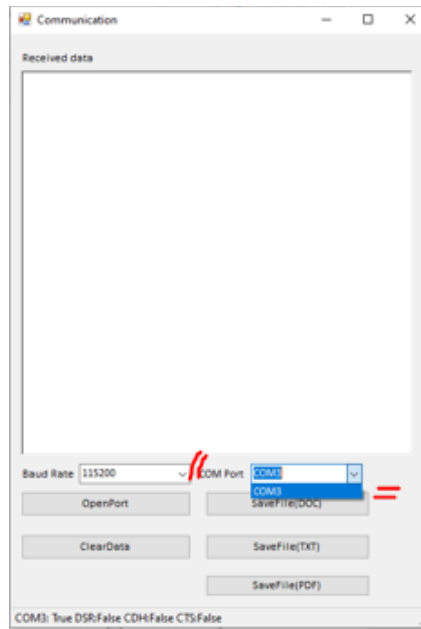 Communication
Received data
Baud Rate 115200 COM Port COM3
COM3
OpenPort SaveFile(DOC)
ClearData SaveFile(TXT)
SaveFile(PDF)
COM3: True DSR:False CDH:False CTS:False